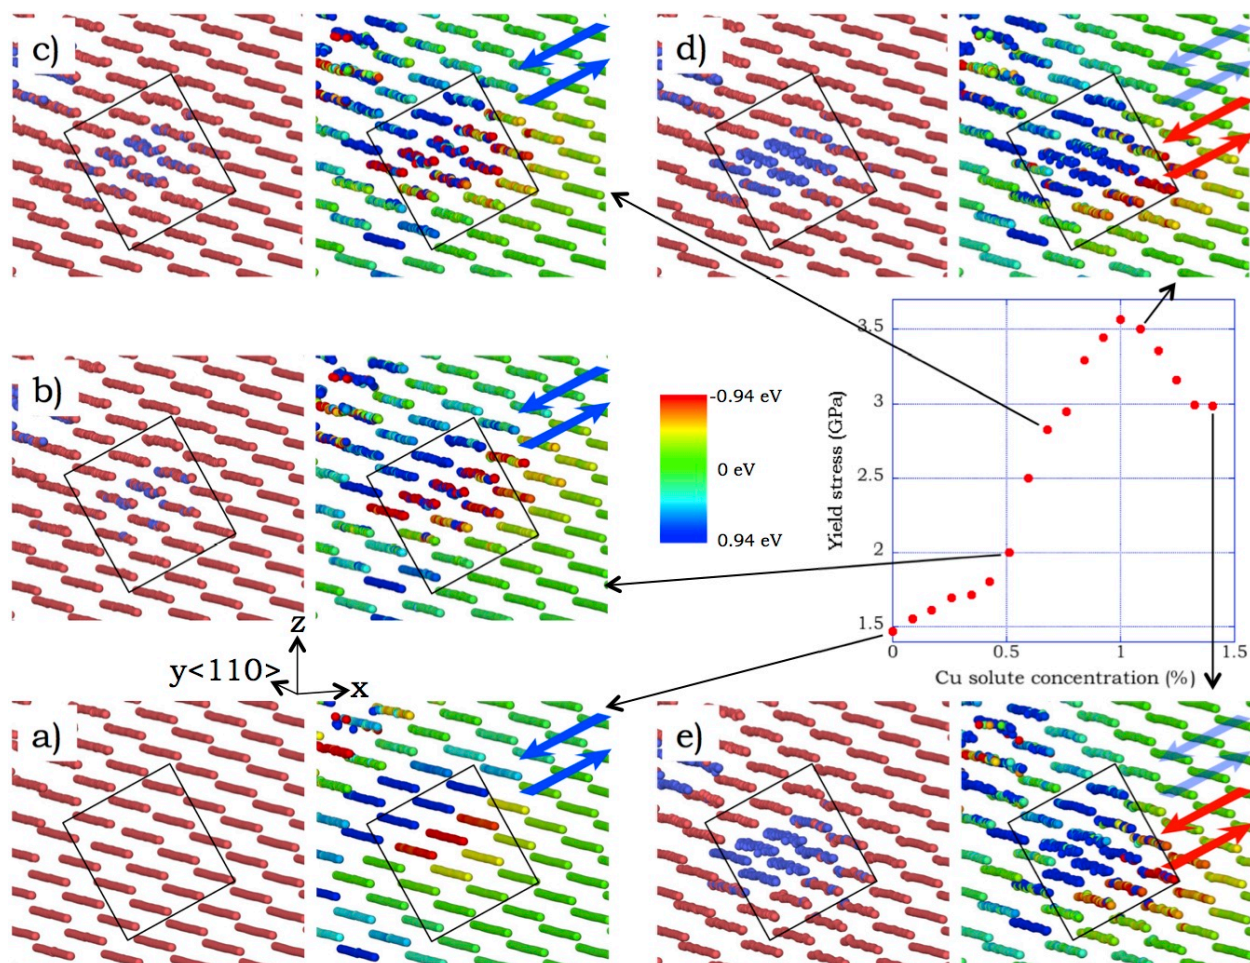 c)
d)
b)
-0.94 eV
0 eV
0.94 eV
Yield stress (GPa)
3.5
3
2.5
2
1.5
0
0.5
1
1.5
Cu solute concentration (%)
z
y<110>
x
a)
e)